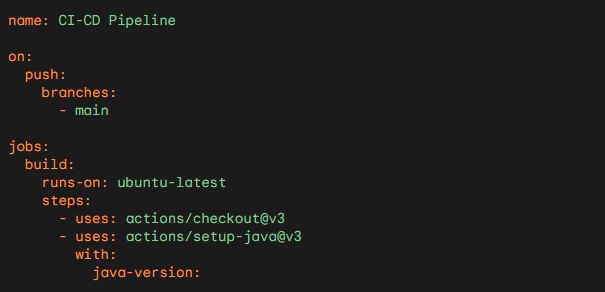 name: CI-CD Pipeline
on:
push:
branches:
- main
jobs:
build:
runs-on: ubuntu-latest
steps:
- uses: actions/checkout@v3
- uses: actions/setup-java@v3
with:
java-version: